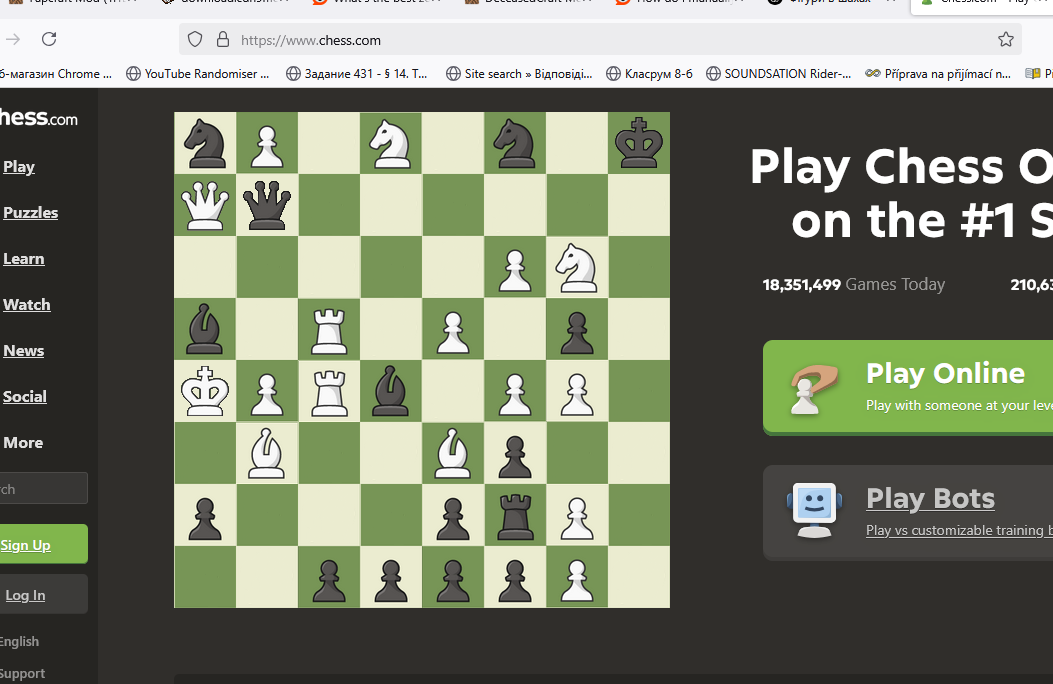 https://www.chess.com
б-магазин Chrome ...
YouTube Randomiser ...
Задание 431 - § 14. Т...
Site search » Відповіді...
Класрум 8-б
SOUNDSATION Rider-...
Příprava na přijímací n...
hess.com
Play
Puzzles
Learn
Watch
News
Social
More
rch
Sign Up
Log In
English
Support
Play Chess O
on the #1 S
18,351,499 Games Today
210,63
Play Online
Play with someone at your leve
Play Bots
Play vs customizable training b